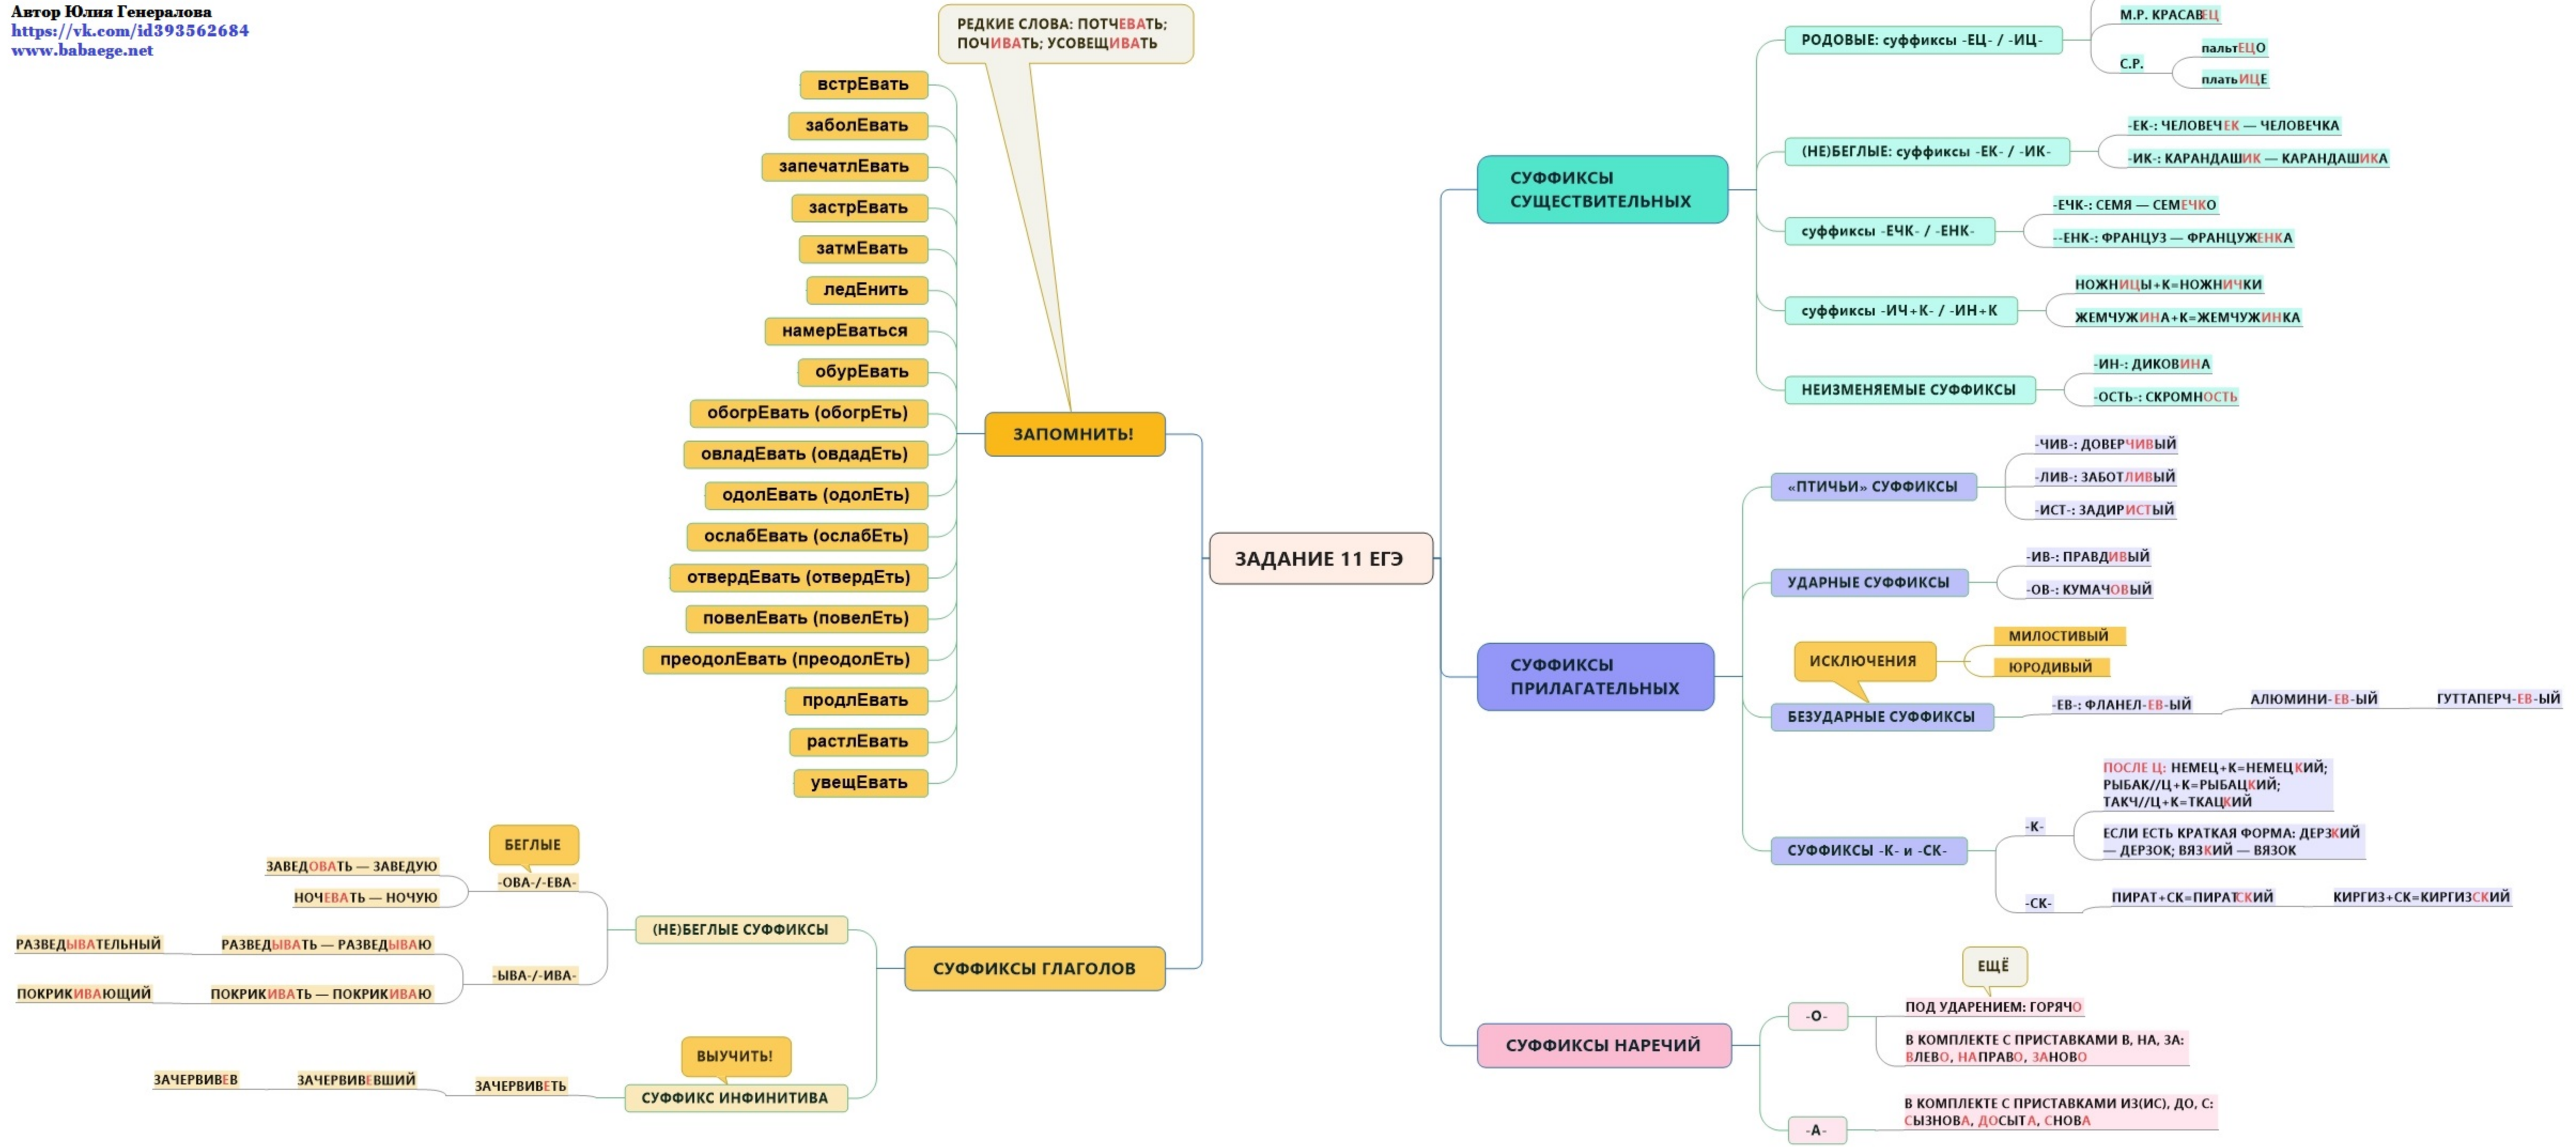 Автор Юлия Генералова
https://vk.com/id393562684
www.babaege.net
РЕДКИЕ СЛОВА: ПОТЧЕВАТЬ;
ПОЧИВАТЬ; УСОВЕЩИВАТЬ
встрЕвать
заболЕвать
запечатлЕвать
застрЕвать
затмЕвать
ледЕнить
намерЕваться
обурЕвать
обогрЕвать (обогрЕть)
овладЕвать (овдадЕть)
одолЕвать (одолЕть)
ослабЕвать (ослабЕть)
отвердЕвать (отвердЕть)
повелЕвать (повелЕть)
преодолЕвать (преодолЕть)
продлЕвать
растлЕвать
увещЕвать
ЗАПОМНИТЬ!
ЗАДАНИЕ 11 ЕГЭ
БЕГЛЫЕ
ЗАВЕДОВАТЬ — ЗАВЕДУЮ
НОЧЕВАТЬ — НОЧУЮ
-ОВА-/-ЕВА-
РАЗВЕДЫВАТЕЛЬНЫЙ
РАЗВЕДЫВАТЬ — РАЗВЕДЫВАЮ
ПОКРИКИВАЮЩИЙ
ПОКРИКИВАТЬ — ПОКРИКИВАЮ
-ЫВА-/-ИВА-
(НЕ)БЕГЛЫЕ СУФФИКСЫ
СУФФИКСЫ ГЛАГОЛОВ
ВЫУЧИТЬ!
ЗАЧЕРВИВЕВ
ЗАЧЕРВИВЕВШИЙ
ЗАЧЕРВИВЕТЬ
СУФФИКС ИНФИНИТИВА
СУФФИКСЫ
СУЩЕСТВИТЕЛЬНЫХ
РОДОВЫЕ: суффиксы -ЕЦ- / -ИЦ-
М.Р. КРАСАВЕЦ
С.Р.
пальтЕЦО
платьИЦЕ
(НЕ)БЕГЛЫЕ: суффиксы -ЕК- / -ИК-
-ЕК-: ЧЕЛОВЕЧЕК — ЧЕЛОВЕЧКА
-ИК-: КАРАНДАШИК — КАРАНДАШИКА
суффиксы -ЕЧК- / -ЕНК-
-ЕЧК-: СЕМЯ — СЕМЕЧКО
--ЕНК-: ФРАНЦУЗ — ФРАНЦУЖЕНКА
суффиксы -ИЧ+К- / -ИН+К
НОЖНИЦЫ+К=НОЖНИЧКИ
ЖЕМЧУЖИНА+К=ЖЕМЧУЖИНКА
НЕИЗМЕНЯЕМЫЕ СУФФИКСЫ
-ИН-: ДИКОВИНА
-ОСТЬ-: СКРОМНОСТЬ
СУФФИКСЫ
ПРИЛАГАТЕЛЬНЫХ
«ПТИЧЬИ» СУФФИКСЫ
-ЧИВ-: ДОВЕРЧИВЫЙ
-ЛИВ-: ЗАБОТЛИВЫЙ
-ИСТ-: ЗАДИРИСТЫЙ
УДАРНЫЕ СУФФИКСЫ
-ИВ-: ПРАВДИВЫЙ
-ОВ-: КУМАЧОВЫЙ
ИСКЛЮЧЕНИЯ
МИЛОСТИВЫЙ
ЮРОДИВЫЙ
БЕЗУДАРНЫЕ СУФФИКСЫ
-ЕВ-: ФЛАНЕЛ-ЕВ-ЫЙ
АЛЮМИНИ-ЕВ-ЫЙ
ГУТТАПЕРЧ-ЕВ-ЫЙ
СУФФИКСЫ -К- и -СК-
-К-
ПОСЛЕ Ц: НЕМЕЦ+К=НЕМЕЦКИЙ;
РЫБАК//Ц+К=РЫБАЦКИЙ;
ТАКЧ//Ц+К=ТКАЦКИЙ
ЕСЛИ ЕСТЬ КРАТКАЯ ФОРМА: ДЕРЗКИЙ
— ДЕРЗОК; ВЯЗКИЙ — ВЯЗОК
-СК-
ПИРАТ+СК=ПИРАТСКИЙ
КИРГИЗ+СК=КИРГИЗСКИЙ
СУФФИКСЫ НАРЕЧИЙ
ЕЩЁ
-О-
ПОД УДАРЕНИЕМ: ГОРЯЧО
В КОМПЛЕКТЕ С ПРИСТАВКАМИ В, НА, ЗА:
ВЛЕВО, НАПРАВО, ЗАНОВО
-А-
В КОМПЛЕКТЕ С ПРИСТАВКАМИ ИЗ(ИС), ДО, С:
СЫЗНОВА, ДОСЫТА, СНОВА